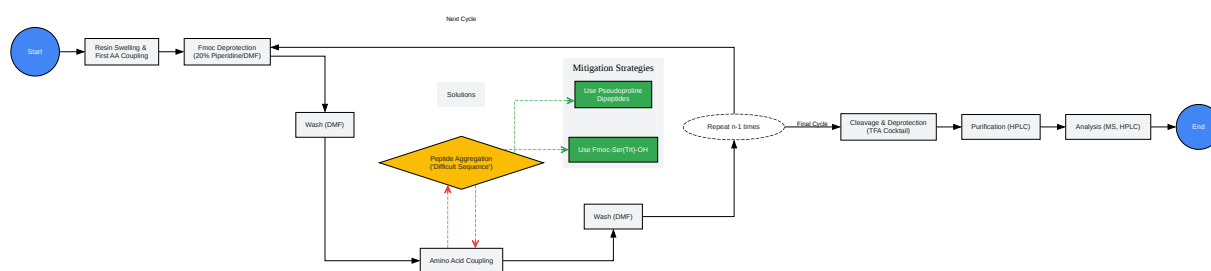 Next Cycle
Start
Resin Swelling &
First AA Coupling
Fmoc Deprotection
(20% Piperidine/DMF)
Mitigation Strategies
Solutions
Use Pseudoproline
Dipeptides
Wash (DMF)
Repeat n-1 times
Final Cycle
Cleavage & Deprotection
(TFA Cocktail)
Purification (HPLC)
Analysis (MS, HPLC)
End
Use Fmoc-Ser(Trt)-OH
Peptide Aggregation
('Difficult Sequence')
Wash (DMF)
Amino Acid Coupling